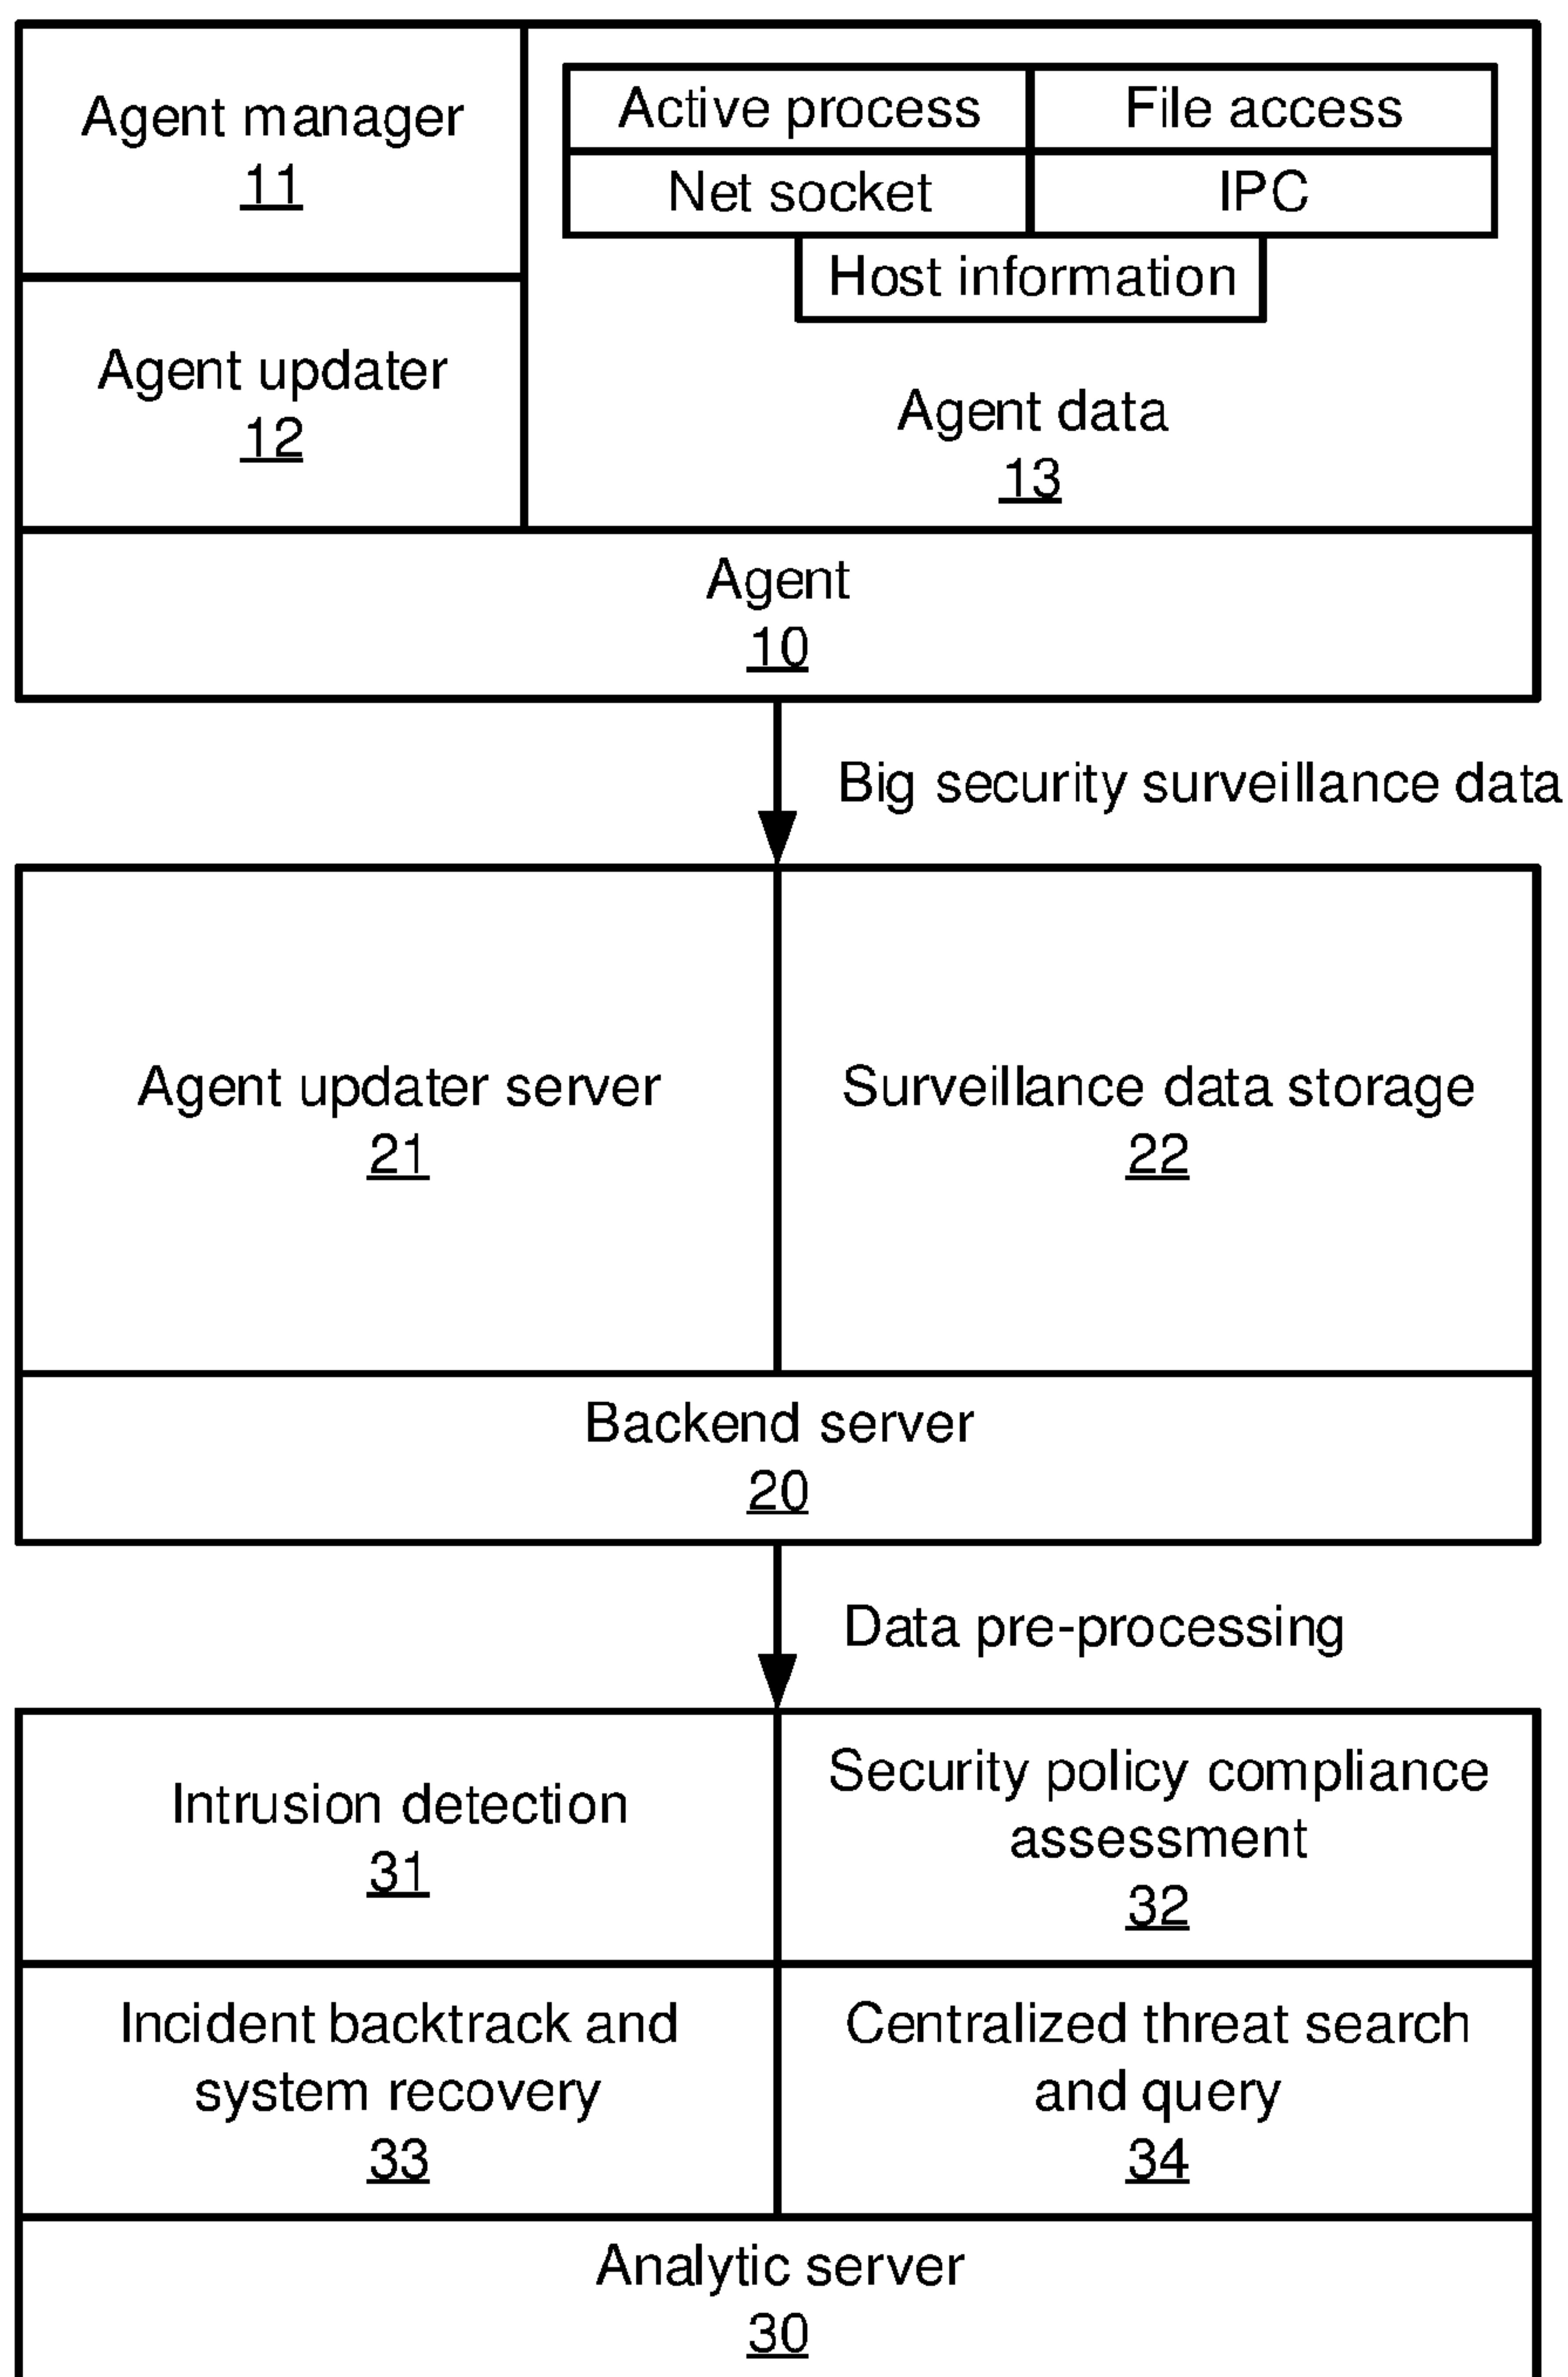 Agent manager
11
Active process
File access
Net socket
IPC
Host information
Agent updater
12
Agent data
13
Agent
10
Big security surveillance data
Agent updater server
21
Surveillance data storage
22
Backend server
20
Data pre-processing
Intrusion detection
31
Security policy compliance
assessment
32
Incident backtrack and
system recovery
33
Centralized threat search
and query
34
Analytic server
30